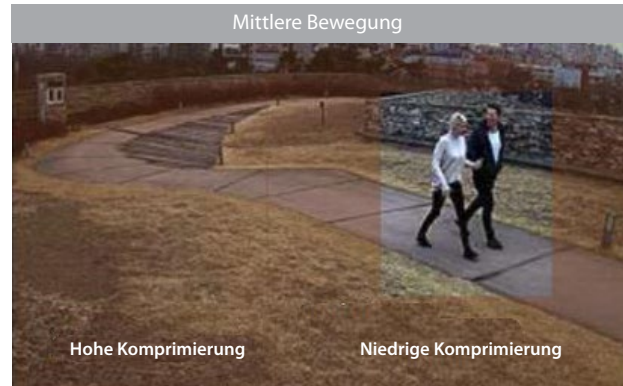 Mittlere Bewegung
Hohe Komprimierung
Niedrige Komprimierung